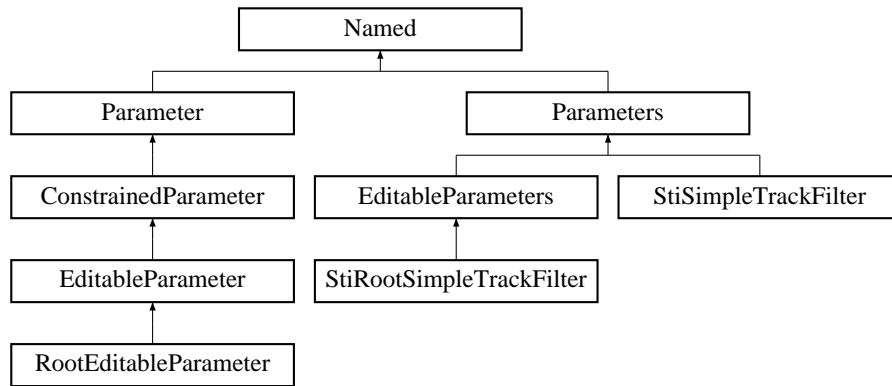 Named
Parameter
Parameters
ConstrainedParameter
EditableParameters
StiSimpleTrackFilter
EditableParameter
StiRootSimpleTrackFilter
RootEditableParameter